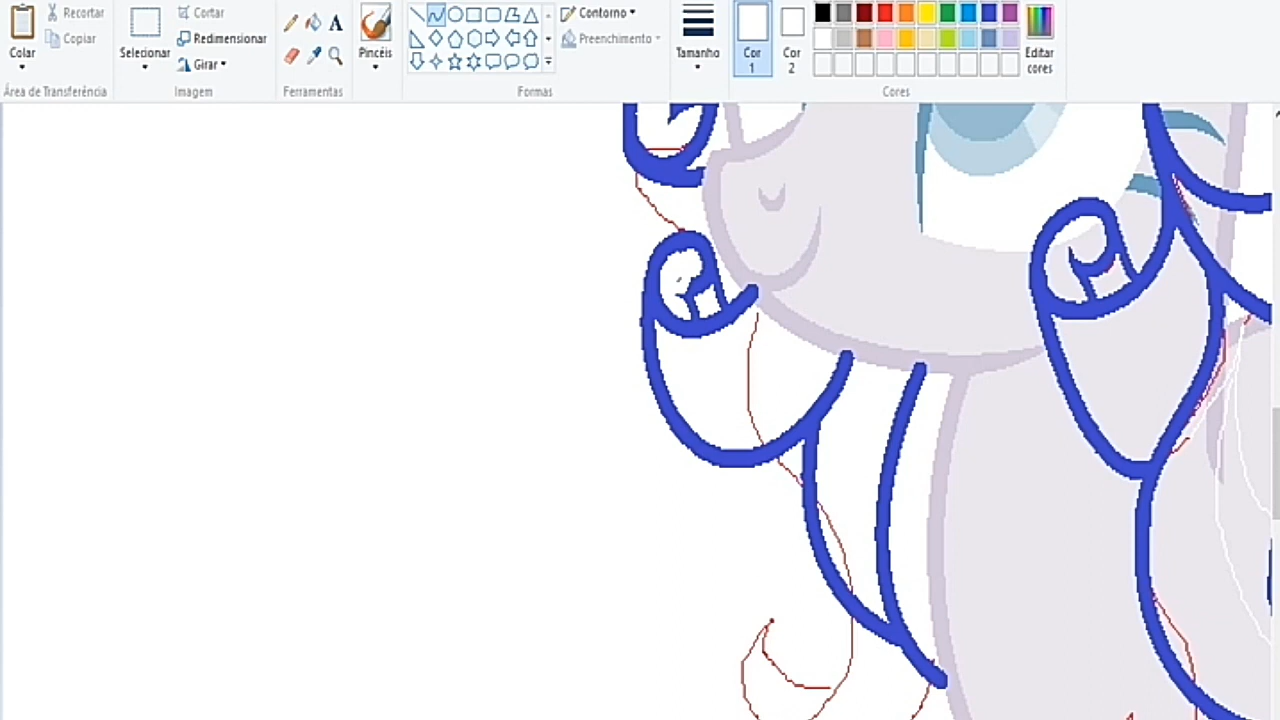 Colar
Recortar
Copiar
Área de Transferência
Selecionar
Cortar
Redimensionar
Girar
Imagem
A
Ferramentas
Pincéis
Contorno
Preenchimento
Formas
Tamanho
Cor
1
Cor
2
Editar
cores
Cores